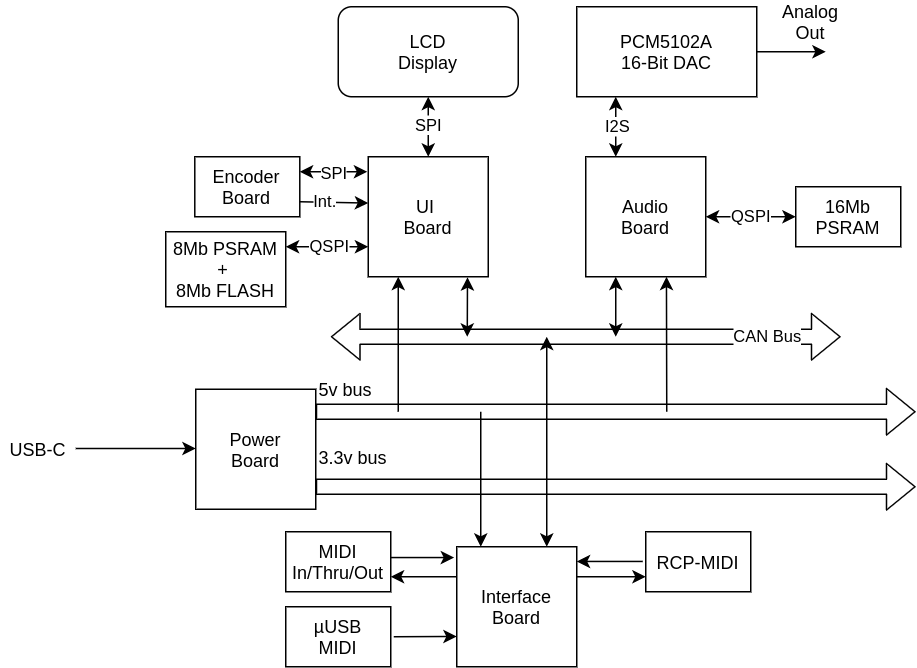 Analog
Out
LCD
Display
PCM5102A
16-Bit DAC
SPI
I2S
Encoder
Board
SPI
Int.
UI
Board
Audio
Board
QSPI
16Mb
PSRAM
8Mb PSRAM
+
8Mb FLASH
QSPI
CAN Bus
5v bus
USB-C
Power
Board
3.3v bus
MIDI
In/Thru/Out
RCP-MIDI
Interface
Board
µUSB
MIDI